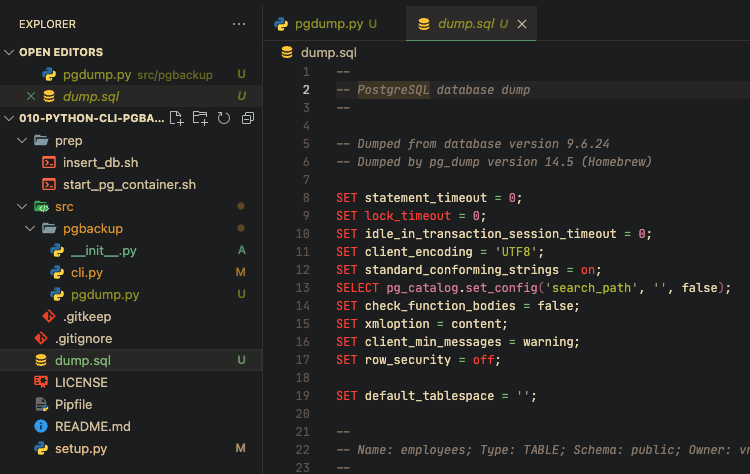 EXPLORER ...
OPEN EDITORS
pgdump.py src/pgbackup U
dump.sql U
010-PYTHON-CLI-PGBA...
prep
insert_db.sh
start_pg_container.sh
src
pgbackup
__init__.py A
cli.py M
pgdump.py U
.gitkeep
.gitignore
dump.sql U
LICENSE
Pipfile
README.md
setup.py M
pgdump.py U dump.sql U
dump.sql
1 --
2 -- PostgreSQL database dump
3 --
4
5 -- Dumped from database version 9.6.24
6 -- Dumped by pg_dump version 14.5 (Homebrew)
7
8 SET statement_timeout = 0;
9 SET lock_timeout = 0;
10 SET idle_in_transaction_session_timeout = 0;
11 SET client_encoding = 'UTF8';
12 SET standard_conforming_strings = on;
13 SELECT pg_catalog.set_config('search_path', '', false);
14 SET check_function_bodies = false;
15 SET xmloption = content;
16 SET client_min_messages = warning;
17 SET row_security = off;
18
19 SET default_tablespace = '';
20
21 --
22 -- Name: employees; Type: TABLE; Schema: public; Owner:
23 --